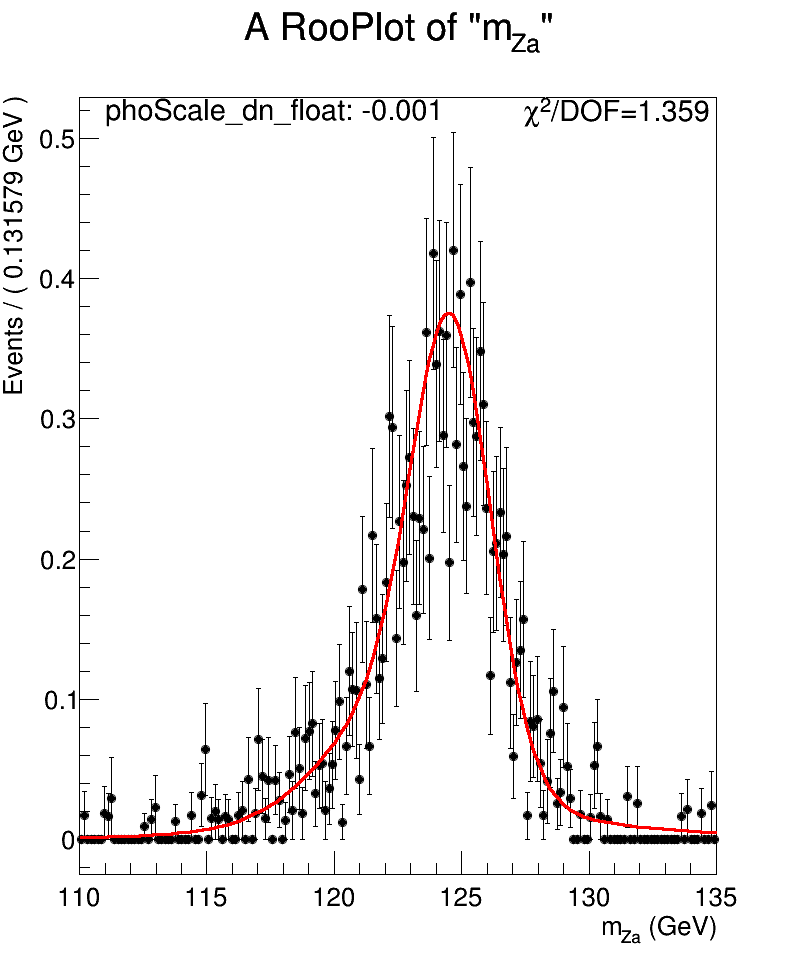 A RooPlot of "m_Za"
phoScale_dn_float: -0.001 χ²/DOF=1.359
Events / ( 0.131579 GeV )
0.5
0.4
0.3
0.2
0.1
0
110 115 120 125 130 135
m_Za (GeV)